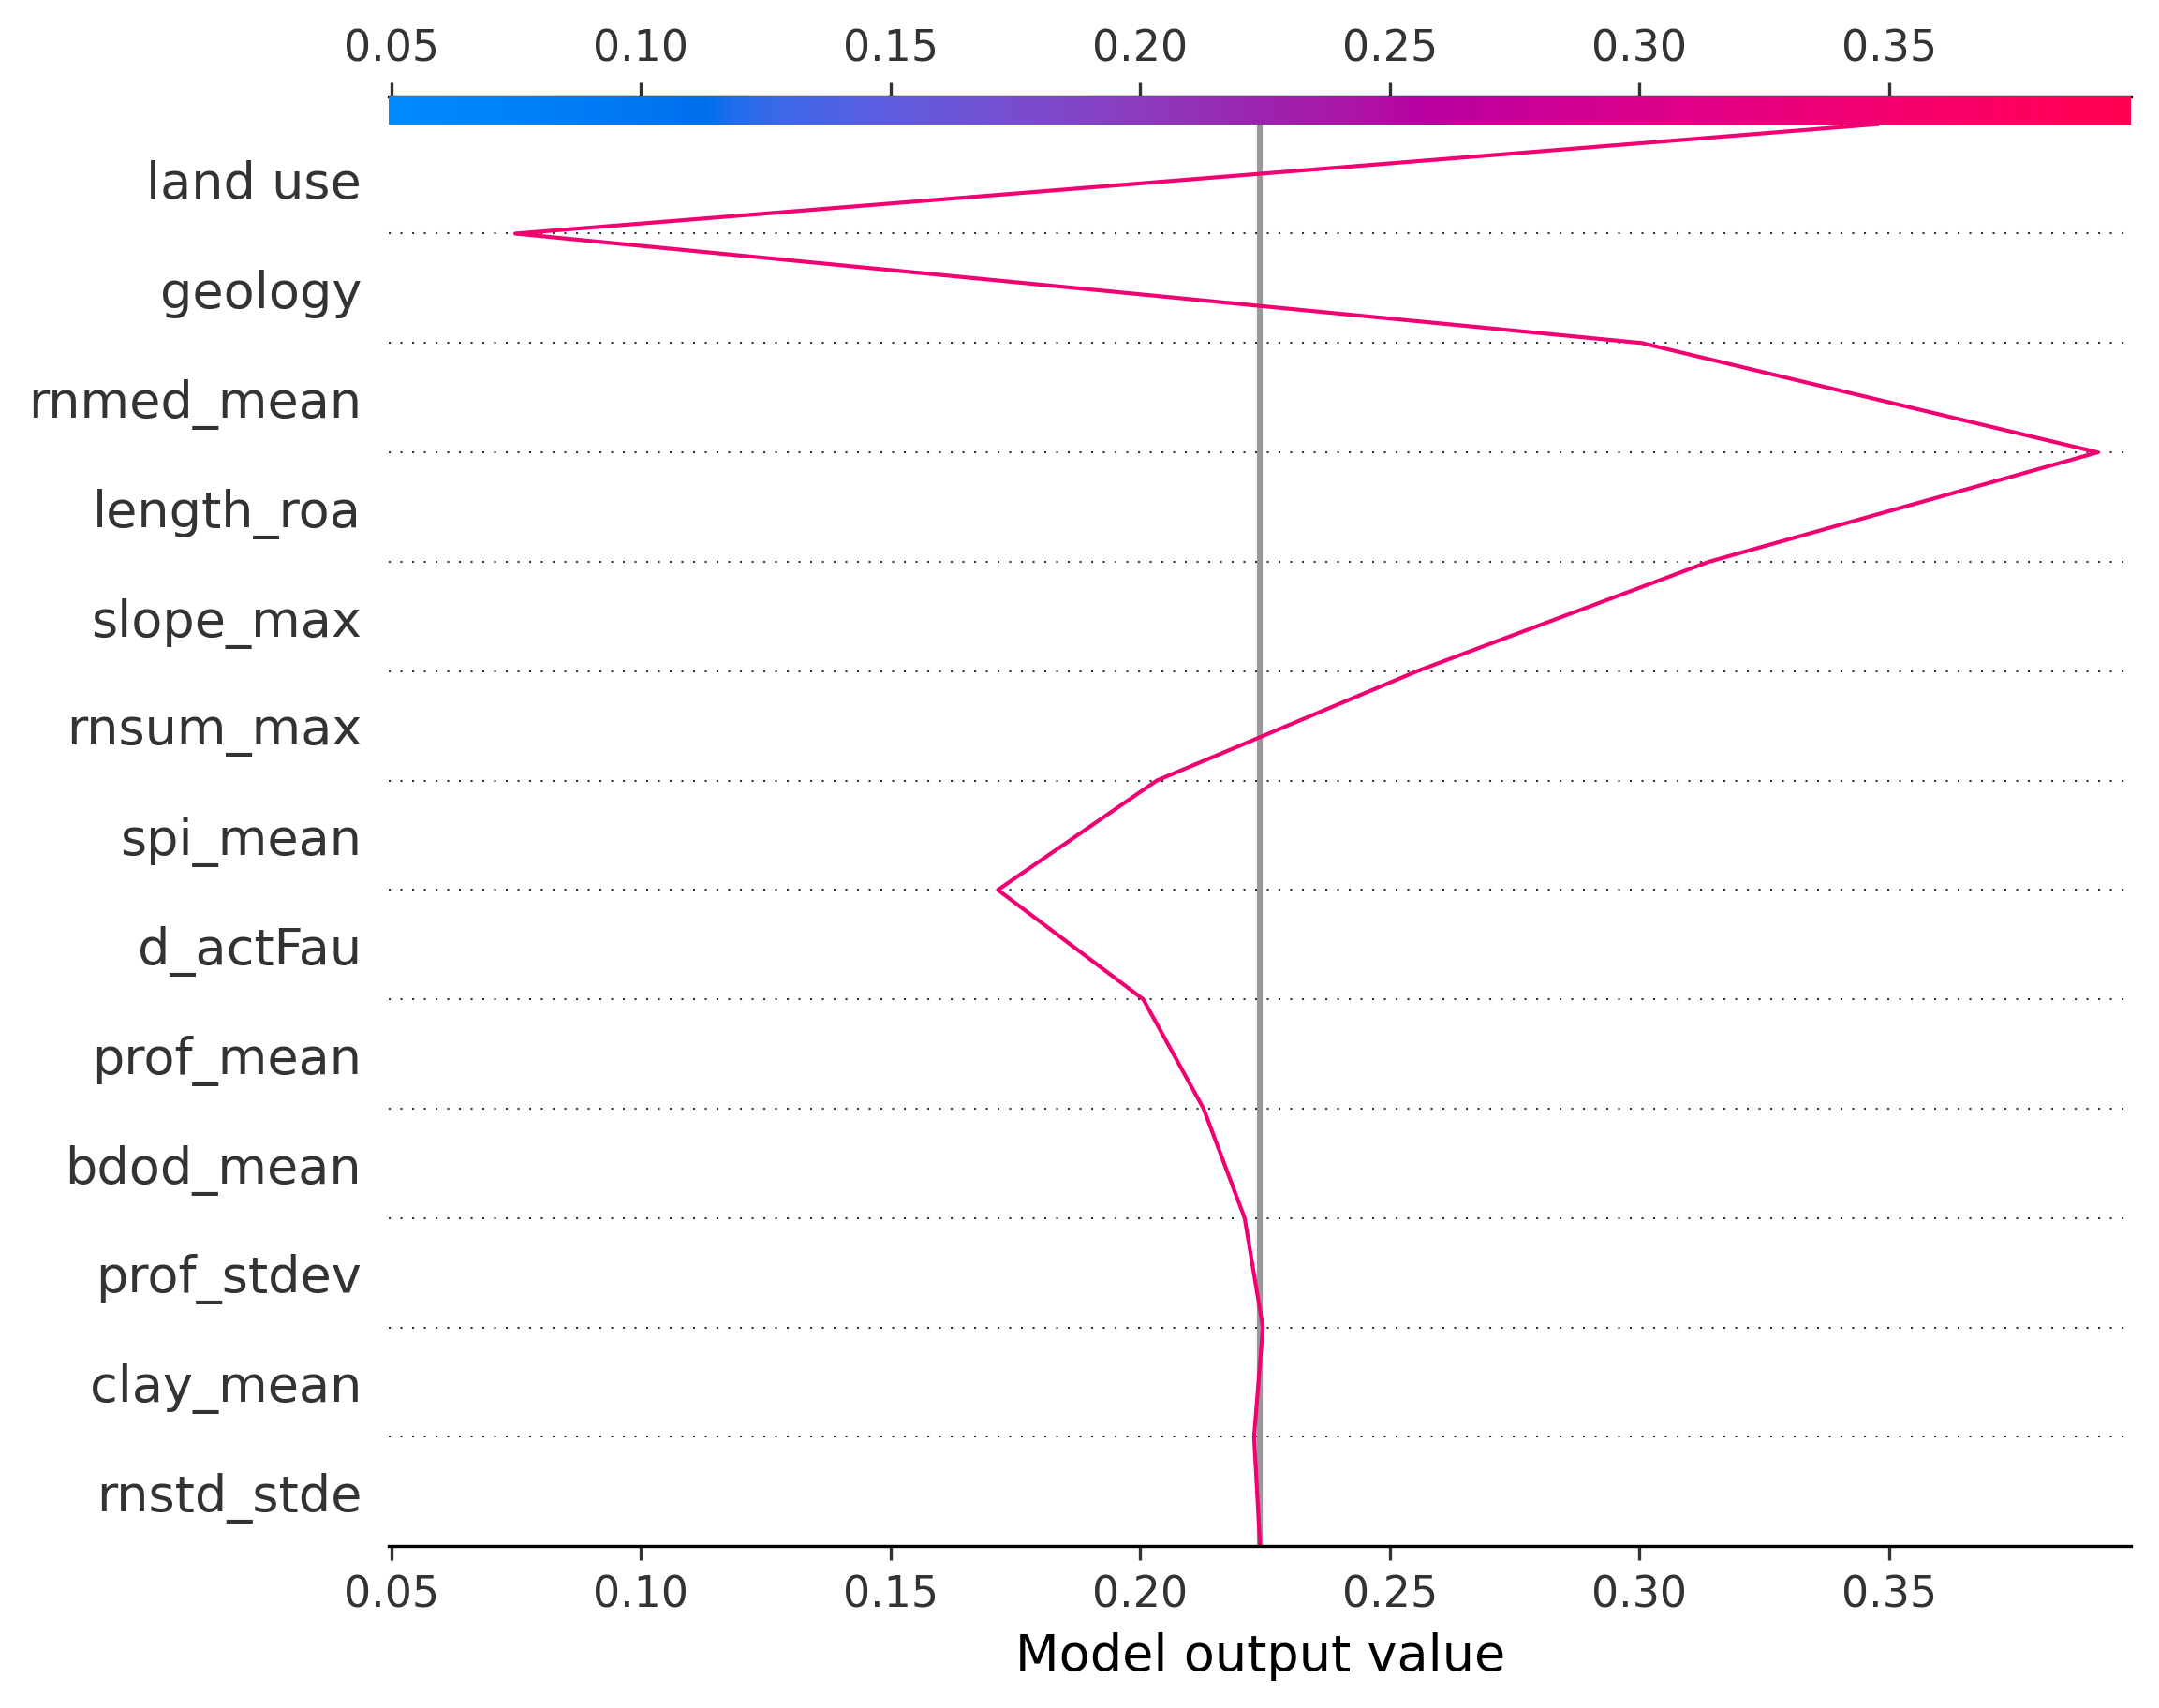 0.05 0.10 0.15 0.20 0.25 0.30 0.35
land use
geology
rnmed_mean
length_roa
slope_max
rnsum_max
spi_mean
d_actFau
prof_mean
bdod_mean
prof_stdev
clay_mean
rnstd_stde
0.05 0.10 0.15 0.20 0.25 0.30 0.35
Model output value